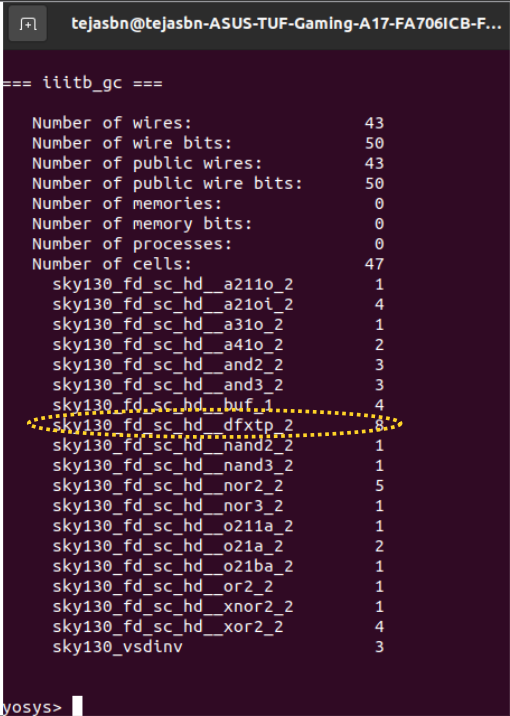 tejasbn@tejasbn-ASUS-TUF-Gaming-A17-FA706ICB-F...
=== iiitb_gc ===
Number of wires: 43
Number of wire bits: 50
Number of public wires: 43
Number of public wire bits: 50
Number of memories: 0
Number of memory bits: 0
Number of processes: 0
Number of cells: 47
sky130_fd_sc_hd__a211o_2 1
sky130_fd_sc_hd__a21oi_2 4
sky130_fd_sc_hd__a31o_2 1
sky130_fd_sc_hd__a41o_2 2
sky130_fd_sc_hd__and2_2 3
sky130_fd_sc_hd__and3_2 3
sky130_fd_sc_hd__buf_1 4
sky130_fd_sc_hd__dfxtp_2 8
sky130_fd_sc_hd__nand2_2 1
sky130_fd_sc_hd__nand3_2 1
sky130_fd_sc_hd__nor2_2 5
sky130_fd_sc_hd__nor3_2 1
sky130_fd_sc_hd__o211a_2 1
sky130_fd_sc_hd__o21a_2 2
sky130_fd_sc_hd__o21ba_2 1
sky130_fd_sc_hd__or2_2 1
sky130_fd_sc_hd__xnor2_2 1
sky130_fd_sc_hd__xor2_2 4
sky130_vsdinv 3
yosys>